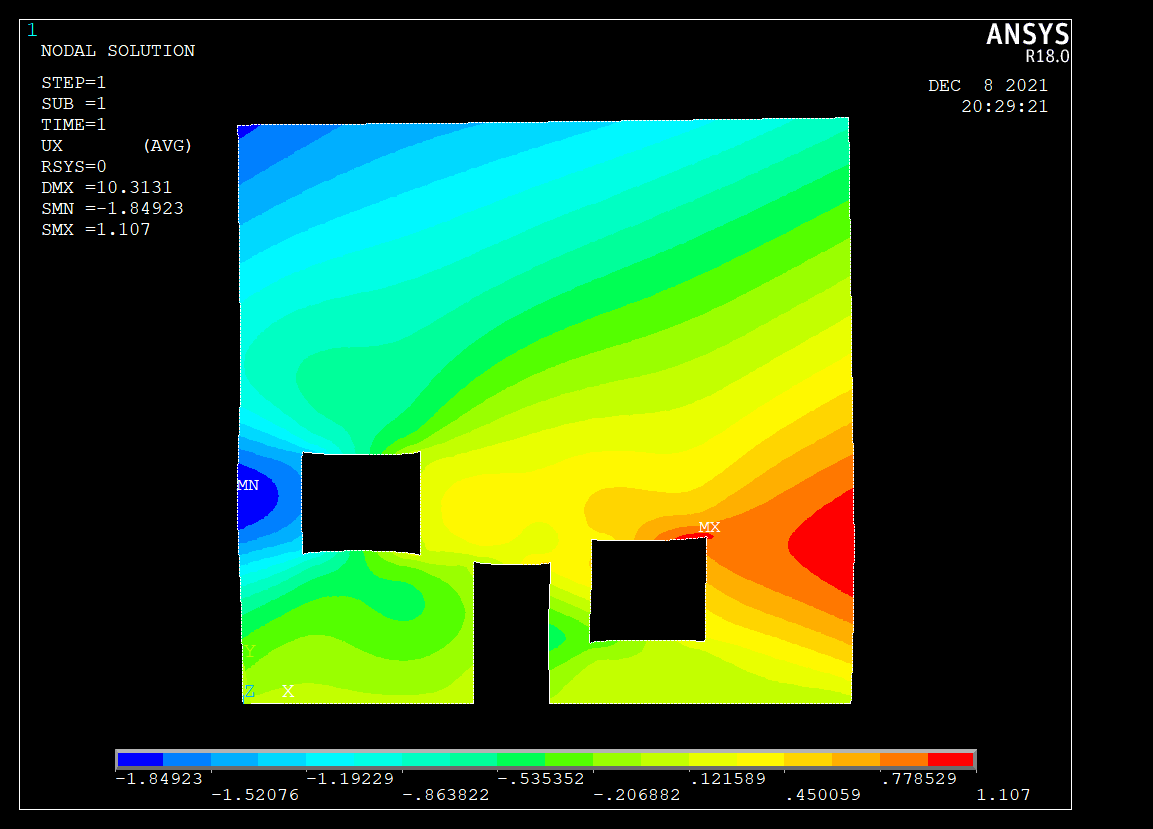 1
NODAL SOLUTION
STEP=1
SUB =1
TIME=1
UX (AVG)
RSYS=0
DMX =10.3131
SMN =-1.84923
SMX =1.107
ANSYS
R18.0
DEC 8 2021
20:29:21
MN
MX
Y
Z X
-1.84923 -1.19229 -.535352 .121589 .778529
-1.52076 -.863822 -.206882 .450059 1.107